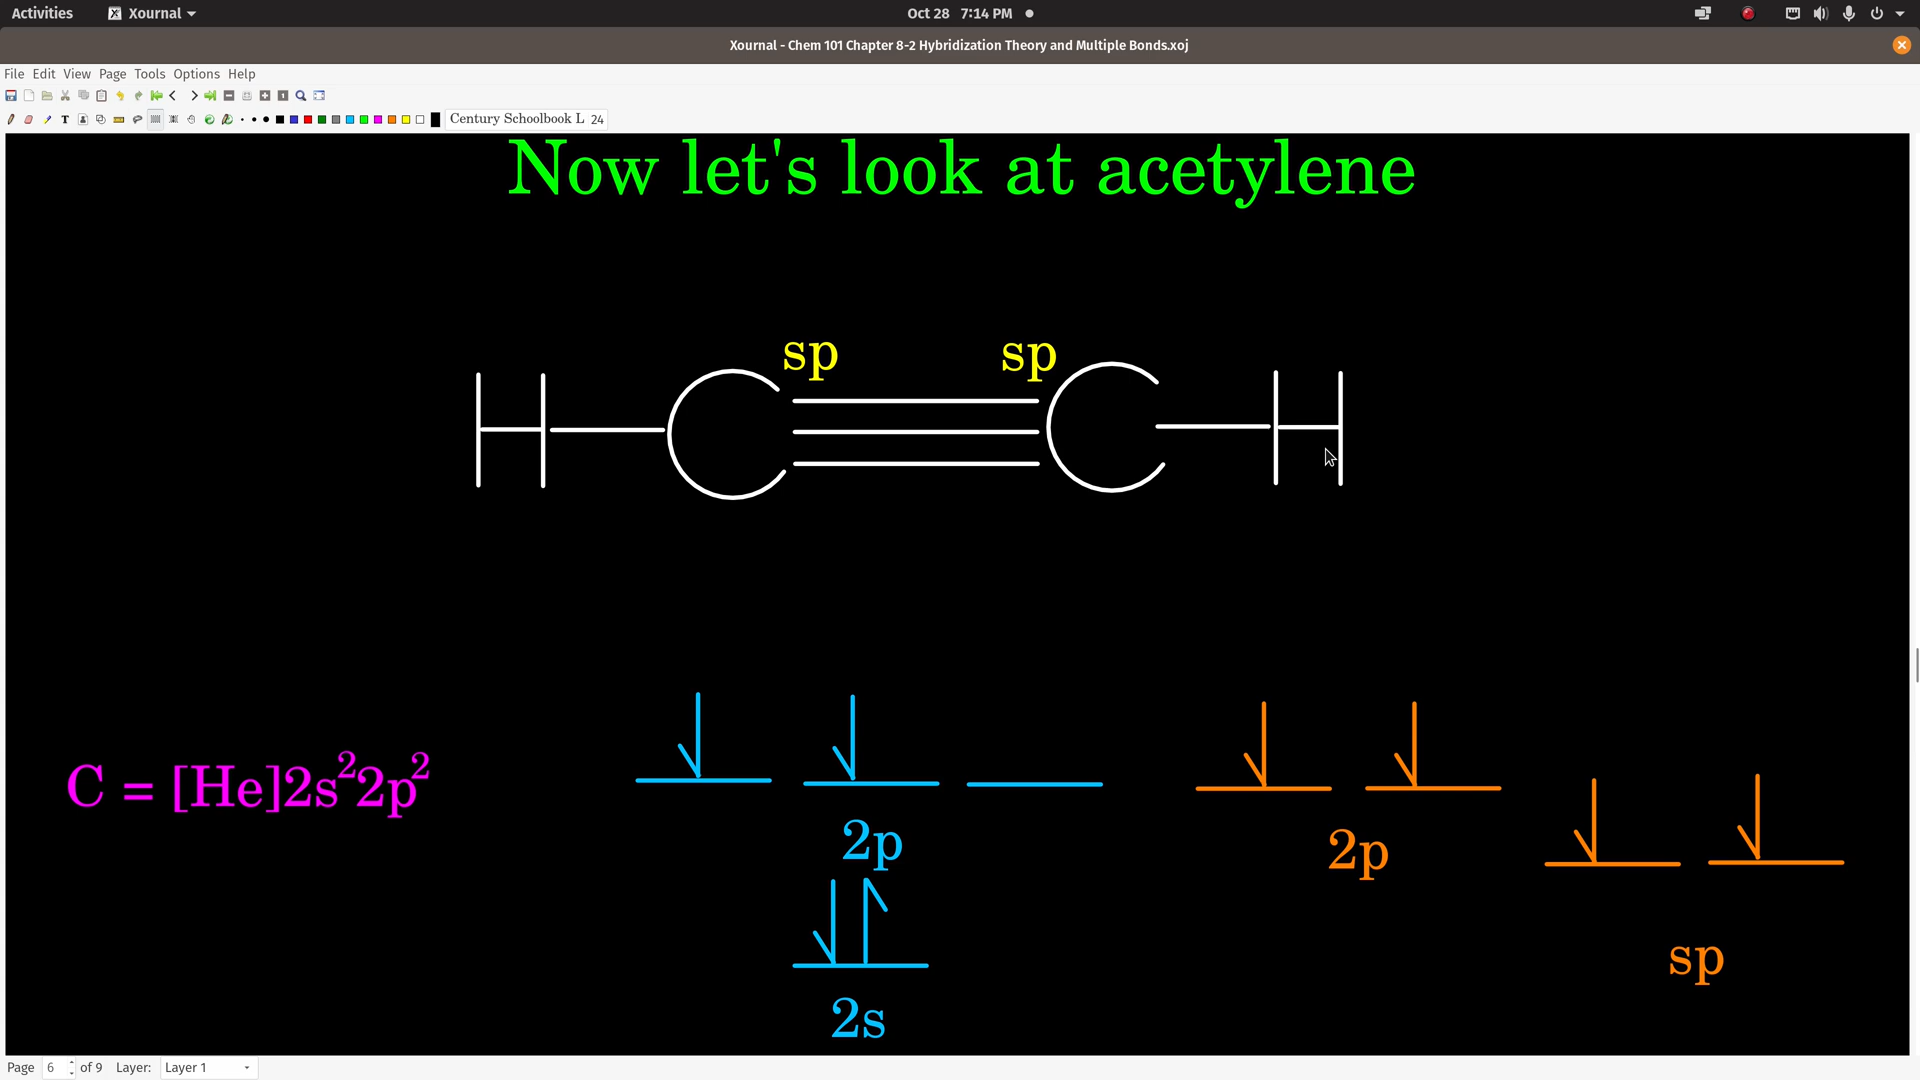 Activities Xournal Oct 28 7:14 PM
Xournal - Chem 101 Chapter 8-2 Hybridization Theory and Multiple Bonds.xoj
File Edit View Page Tools Options Help
Century Schoolbook L 24
Now let's look at acetylene
sp sp
H C C H
C = [He]2s²2p²
2p 2p
sp
2s
Page 6 of 9 Layer: Layer 1